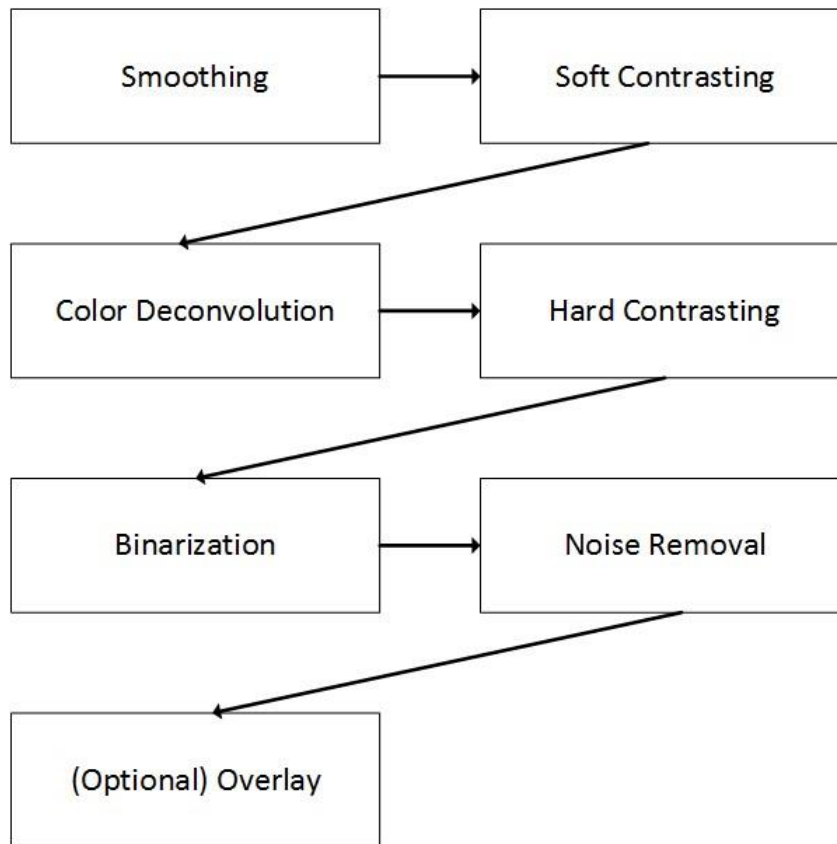 Smoothing
Soft Contrasting
Color Deconvolution
Hard Contrasting
Binarization
Noise Removal
(Optional) Overlay